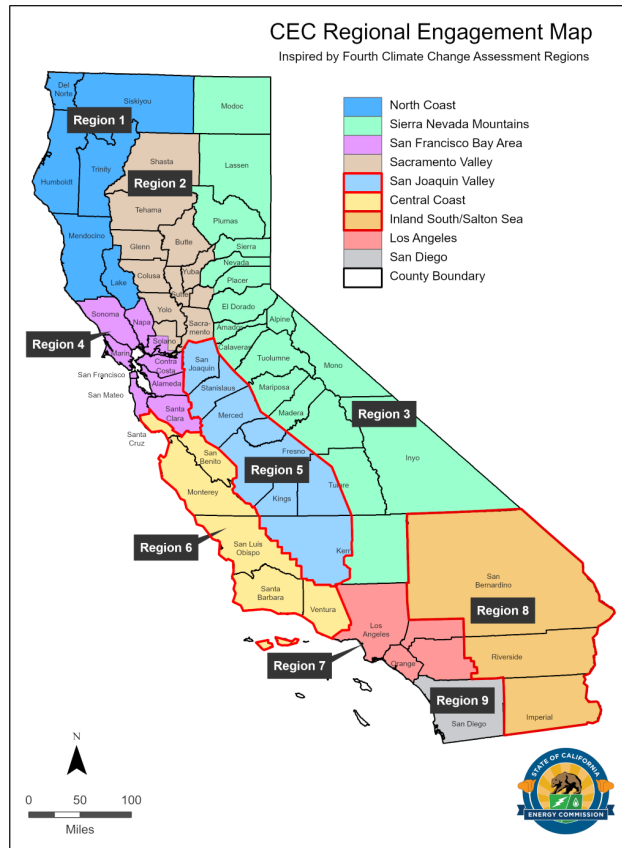 CEC Regional Engagement Map
Inspired by Fourth Climate Change Assessment Regions
North Coast
Sierra Nevada Mountains
San Francisco Bay Area
Sacramento Valley
San Joaquin Valley
Central Coast
Inland South/Salton Sea
Los Angeles
San Diego
County Boundary
Del
Norte
Siskiyou
Modoc
Region 1
Shasta
Lassen
Trinity
Humboldt
Region 2
Tehama
Plumas
Mendocino
Glenn
Butte
Sierra
Nevada
Lake
Colusa
Yuba
Sutter
Placer
Sonoma
Napa
Yolo
El Dorado
Sacra-
mento
Amador
Alpine
Solano
Calaveras
Region 4
Marin
Contra
Costa
San
Joaquin
Tuolumne
Mono
San Francisco
Alameda
Stanislaus
Mariposa
San Mateo
Santa
Clara
Merced
Madera
Region 3
Santa
Cruz
San
Benito
Fresno
Inyo
Region 5
Tulare
Monterey
Kings
Region 6
San Luis
Obispo
Kern
Santa
Barbara
Ventura
San
Bernardino
Los
Angeles
Region 8
Region 7
Orange
Riverside
Region 9
San Diego
Imperial
N
0 50 100
Miles
STATE OF CALIFORNIA
ENERGY COMMISSION